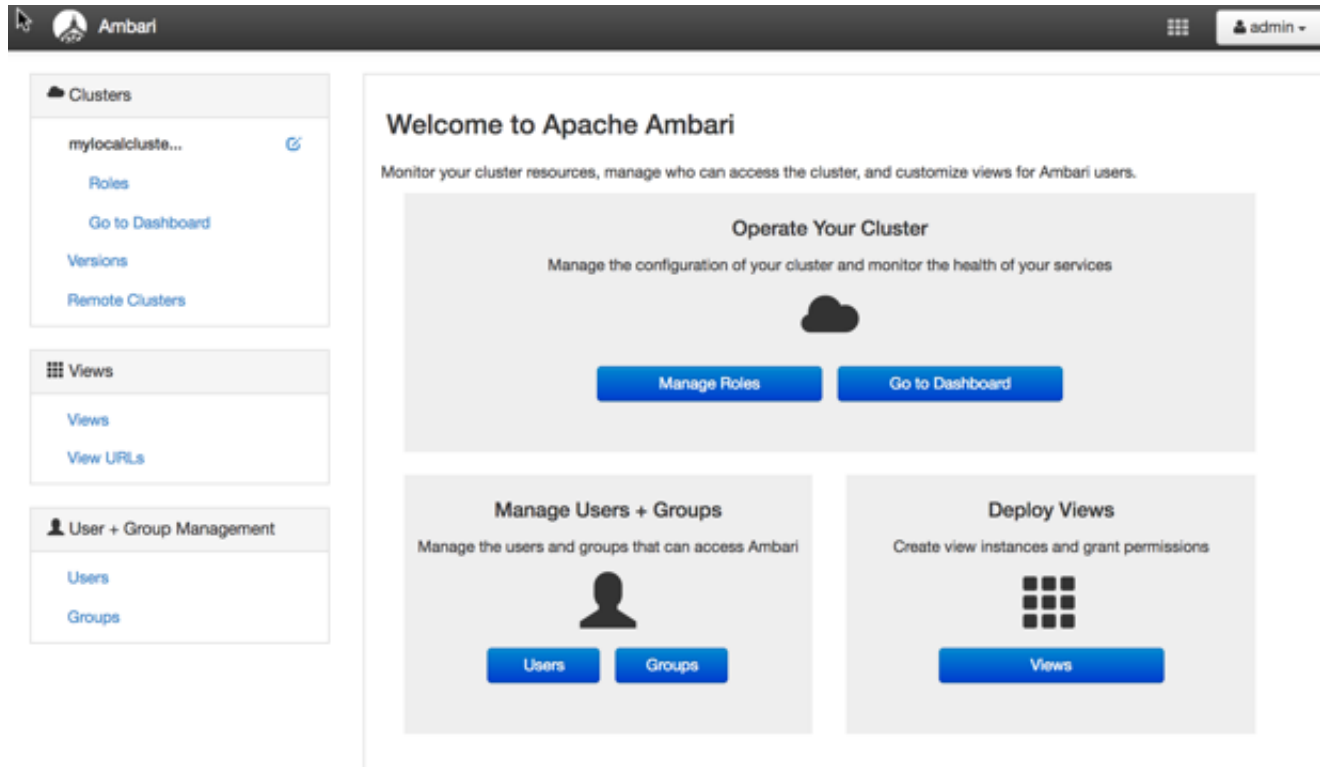 Ambari
admin
Clusters
mylocalcluste...
Roles
Go to Dashboard
Versions
Remote Clusters
Views
Views
View URLs
User + Group Management
Users
Groups
Welcome to Apache Ambari
Monitor your cluster resources, manage who can access the cluster, and customize views for Ambari users.
Operate Your Cluster
Manage the configuration of your cluster and monitor the health of your services
Manage Roles
Go to Dashboard
Manage Users + Groups
Manage the users and groups that can access Ambari
Users
Groups
Deploy Views
Create view instances and grant permissions
Views